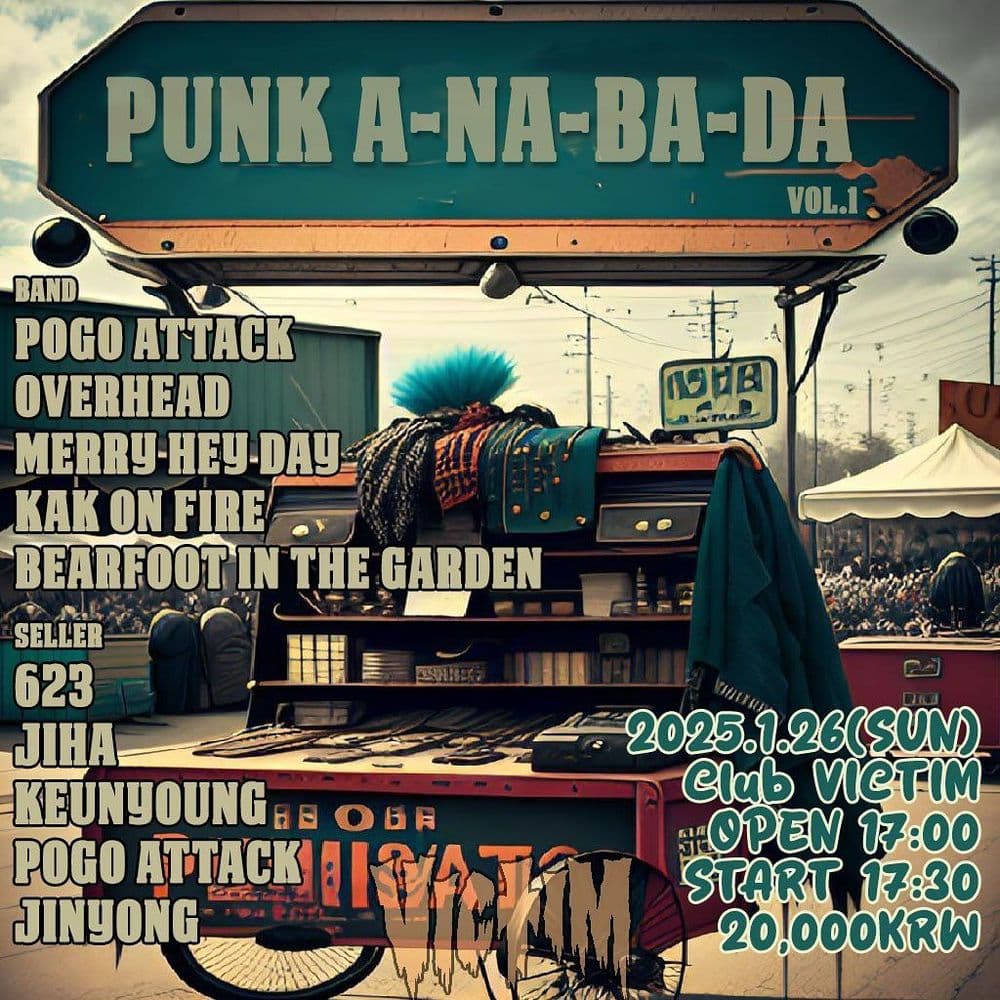 PUNK A-NA-BA-DA
VOL.1
BAND
POGO ATTACK
OVERHEAD
MERRY HEY DAY
KAK ON FIRE
BEARFOOT IN THE GARDEN
SELLER
623
JIHA
KEUNYOUNG
POGO ATTACK
JINYONG
2025.1.26(SUN)
Club VICTIM
OPEN 17:00
START 17:30
20,000KRW
VICTIM